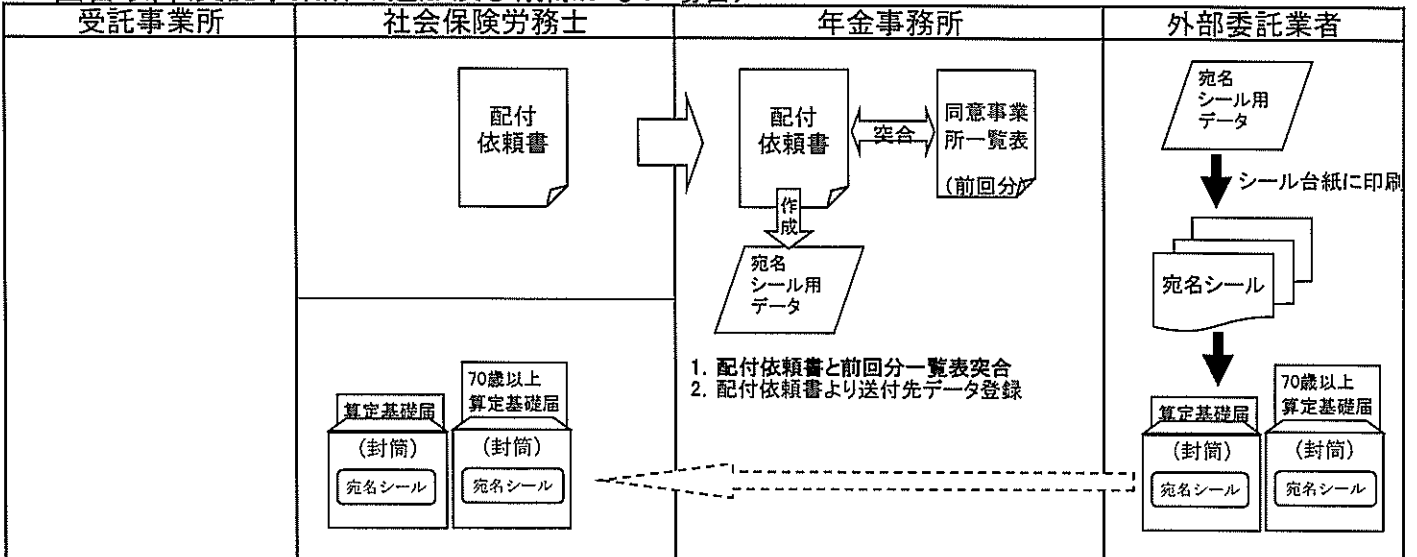 受託事業所
社会保険労務士
年金事務所
外部委託業者
配付
依頼書
配付
依頼書
突合
同意事業
所一覧表
(前回分)
作
成
宛名
シール用
データ
1. 配付依頼書と前回分一覧表突合
2. 配付依頼書より送付先データ登録
宛名
シール用
データ
シール台紙に印刷
宛名シール
算定基礎届
(封筒)
宛名シール
70歳以上
算定基礎届
(封筒)
宛名シール
算定基礎届
(封筒)
宛名シール
70歳以上
算定基礎届
(封筒)
宛名シール